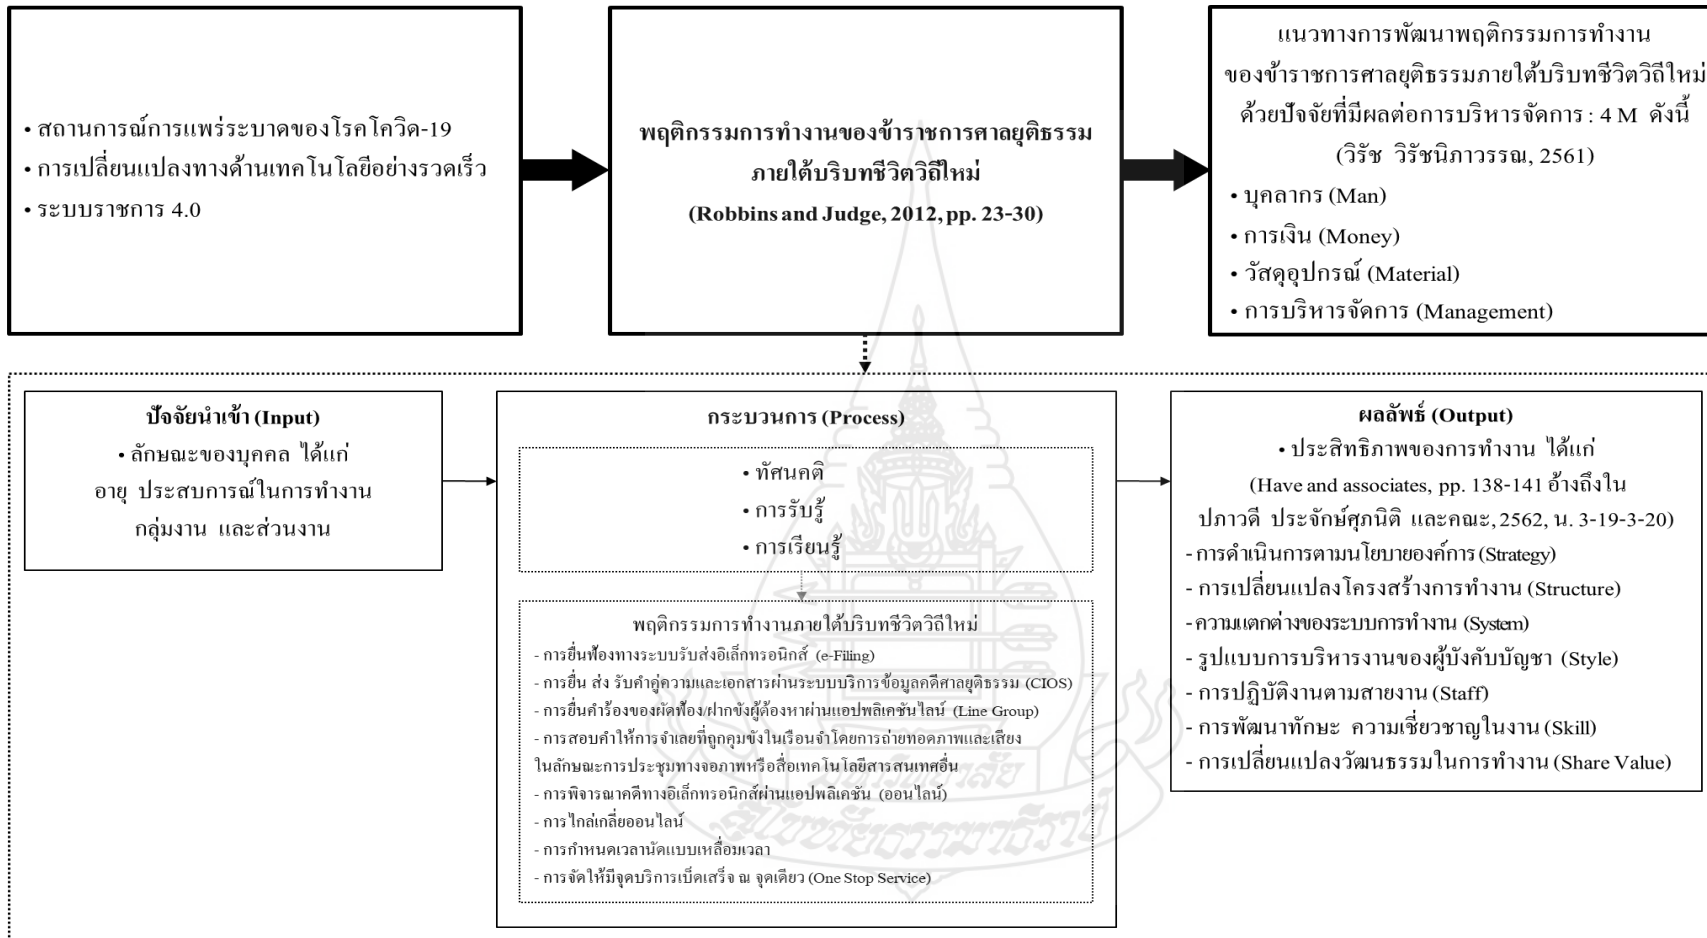 • สถานการณ์การแพร่ระบาดของโรคโควิด-19
• การเปลี่ยนแปลงทางด้านเทคโนโลยีอย่างรวดเร็ว
• ระบบราชการ 4.0
พฤติกรรมการทำงานของข้าราชการศาลยุติธรรม
ภายใต้บริบทชีวิตวิถีใหม่
(Robbins and Judge, 2012, pp. 23-30)
แนวทางการพัฒนาพฤติกรรมการทำงาน
ของข้าราชการศาลยุติธรรมภายใต้บริบทชีวิตวิถีใหม่
ด้วยปัจจัยที่มีผลต่อการบริหารจัดการ : 4 M ดังนี้
(วิรัช วิรัชนิภาวรรณ, 2561)
• บุคลากร (Man)
• การเงิน (Money)
• วัสดุอุปกรณ์ (Material)
• การบริหารจัดการ (Management)
ปัจจัยนำเข้า (Input)
• ลักษณะของบุคคล ได้แก่
อายุ ประสบการณ์ในการทำงาน
กลุ่มงาน และส่วนงาน
กระบวนการ (Process)
• ทัศนคติ
• การรับรู้
• การเรียนรู้
พฤติกรรมการทำงานภายใต้บริบทชีวิตวิถีใหม่
- การยื่นฟ้องทางระบบรับส่งอิเล็กทรอนิกส์ (e-Filing)
- การยื่น ส่ง รับคำคู่ความและเอกสารผ่านระบบบริการข้อมูลคดีศาลยุติธรรม (CIOS)
- การยื่นคำร้องของผัดฟ้อง/ฝากขังผู้ต้องหาผ่านแอปพลิเคชันไลน์ (Line Group)
- การสอบคำให้การจำเลยที่ถูกคุมขังในเรือนจำโดยการถ่ายทอดภาพและเสียง
ในลักษณะการประชุมทางจอภาพหรือสื่อเทคโนโลยีสารสนเทศอื่น
- การพิจารณาคดีทางอิเล็กทรอนิกส์ผ่านแอปพลิเคชัน (ออนไลน์)
- การไกล่เกลี่ยออนไลน์
- การกำหนดเวลานัดแบบเหลื่อมเวลา
- การจัดให้มีจุดบริการเบ็ดเสร็จ ณ จุดเดียว (One Stop Service)
ผลลัพธ์ (Output)
• ประสิทธิภาพของการทำงาน ได้แก่
(Have and associates, pp. 138-141 อ้างถึงใน
ปภาวดี ประจักษ์ศุภนิติ และคณะ, 2562, น. 3-19-3-20)
- การดำเนินการตามนโยบายองค์การ (Strategy)
- การเปลี่ยนแปลงโครงสร้างการทำงาน (Structure)
- ความแตกต่างของระบบการทำงาน (System)
- รูปแบบการบริหารงานของผู้บังคับบัญชา (Style)
- การปฏิบัติงานตามสายงาน (Staff)
- การพัฒนาทักษะ ความเชี่ยวชาญในงาน (Skill)
- การเปลี่ยนแปลงวัฒนธรรมในการทำงาน (Share Value)
มหาวิทยาลัย
สุโขทัยธรรมาธิราช